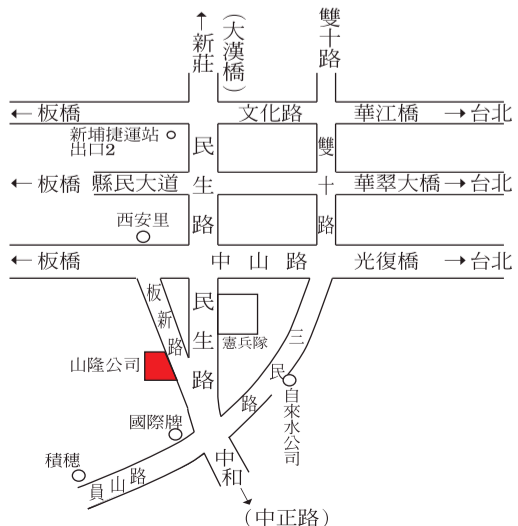 ←新莊
(大漢橋)
雙十路
←板橋
文化路
華江橋→台北
新埔捷運站
出口2
民生路
雙十路
←板橋
縣民大道
華翠大橋→台北
西安里
←板橋
中山路
光復橋→台北
板新路
民生路
憲兵隊
三民路
山隆公司
自來水公司
國際牌
積穗
員山路
中和
(中正路)